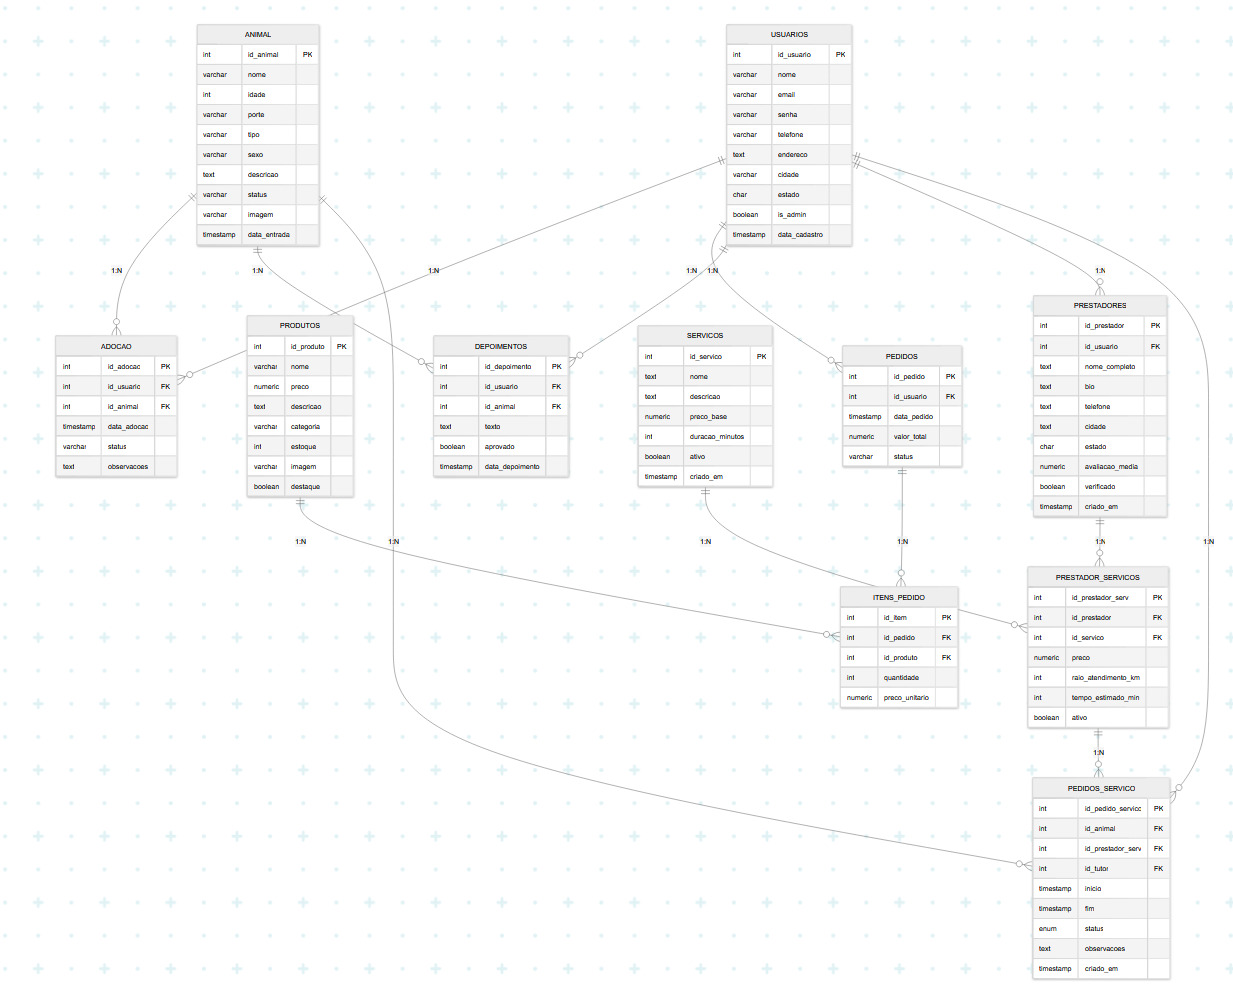 ANIMAL
int id_animal PK
varchar nome
int idade
varchar porte
varchar tipo
varchar sexo
text descricao
varchar status
varchar imagem
timestamp data_entrada
USUARIOS
int id_usuario PK
varchar nome
varchar email
varchar senha
varchar telefone
text endereco
varchar cidade
char estado
boolean is_admin
timestamp data_cadastro
1:N
1:N
1:N
1:N
1:N
1:N
ADOCAO
int id_adocac PK
int id_usuaric FK
int id_animal FK
timestamp data_adocac
varchar status
text observacoes
PRODUTOS
int id_produto PK
varchar nome
numeric preco
text descricao
varchar categoria
int estoque
varchar imagem
boolean destaque
DEPOIMENTOS
int id_depoimento PK
int id_usuario FK
int id_animal FK
text texto
boolean aprovado
timestamp data_depoimento
SERVICOS
int id_servico PK
text nome
text descricao
numeric preco_base
int duracao_minutos
boolean ativo
timestamp criado_em
PEDIDOS
int id_pedido PK
int id_usuario FK
timestamp data_pedido
numeric valor_total
varchar status
PRESTADORES
int id_prestador PK
int id_usuario FK
text nome_completo
text bio
text telefone
text cidade
char estado
numeric avaliacao_media
boolean verificado
timestamp criado_em
1:N
1:N
1:N
1:N
1:N
1:N
ITENS_PEDIDO
int id_item PK
int id_pedido FK
int id_produto FK
int quantidade
numeric preco_unitario
PRESTADOR_SERVICOS
int id_prestador_serv PK
int id_prestador FK
int id_servico FK
numeric preco
int raio_atendimento_km
int tempo_estimado_min
boolean ativo
1:N
PEDIDOS_SERVICO
int id_pedido_servicc PK
int id_animal FK
int id_prestador_serv FK
int id_tutor FK
timestamp inicio
timestamp fim
enum status
text observacoes
timestamp criado_em